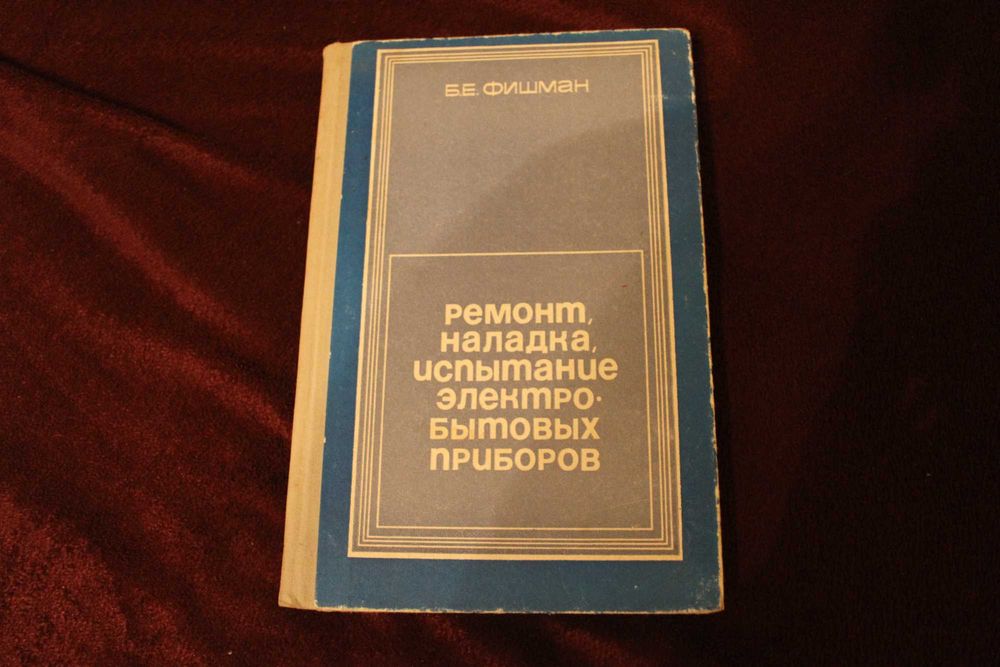 Б.Е. ФИШМАН
РЕМОНТ,
НАЛАДКА,
ИСПЫТАНИЕ
ЭЛЕКТРО-
БЫТОВЫХ
ПРИБОРОВ